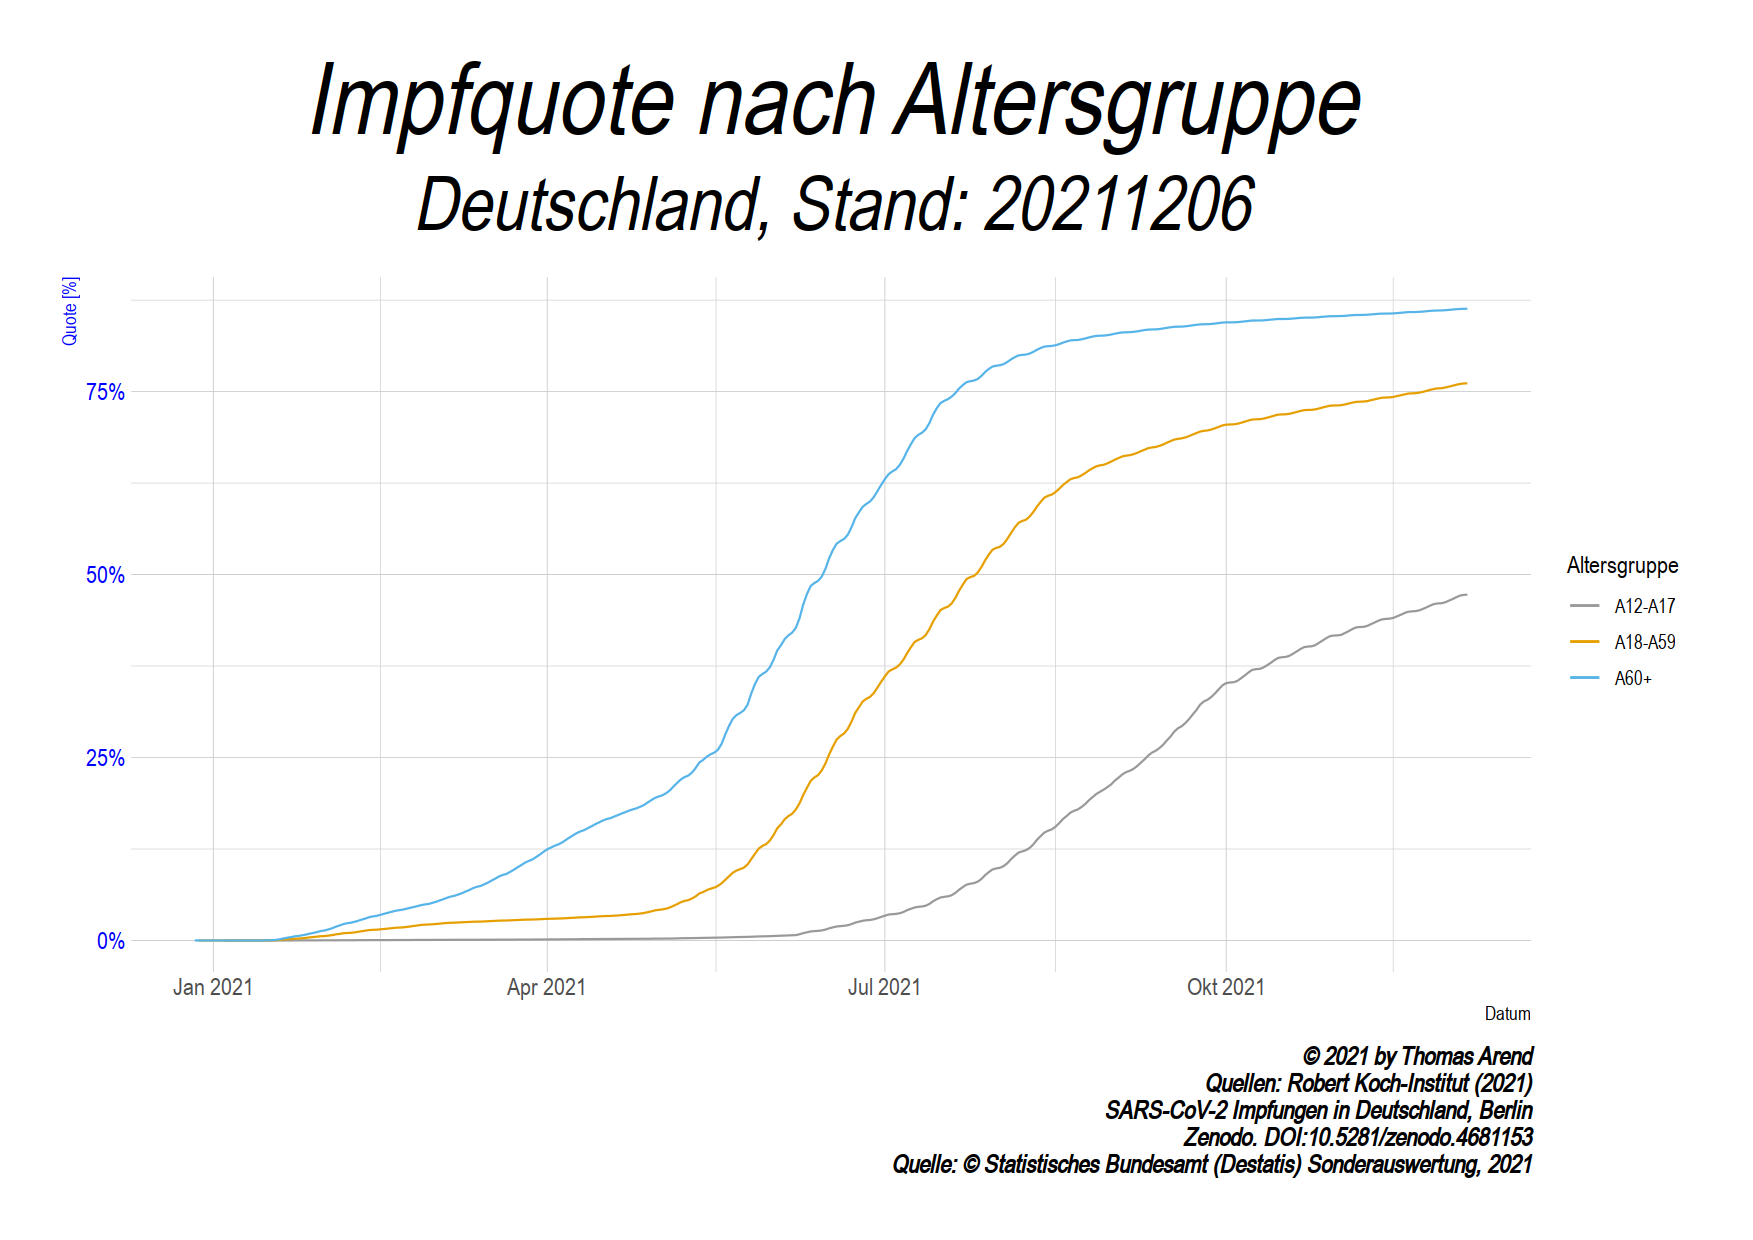 Impfquote nach Altersgruppe
Deutschland, Stand: 20211206
Quote [%]
75%
50%
25%
0%
Jan 2021
Apr 2021
Jul 2021
Okt 2021
Datum
Altersgruppe
A12-A17
A18-A59
A60+
© 2021 by Thomas Arend
Quellen: Robert Koch-Institut (2021)
SARS-CoV-2 Impfungen in Deutschland, Berlin
Zenodo. DOI:10.5281/zenodo.4681153
Quelle: © Statistisches Bundesamt (Destatis) Sonderauswertung, 2021